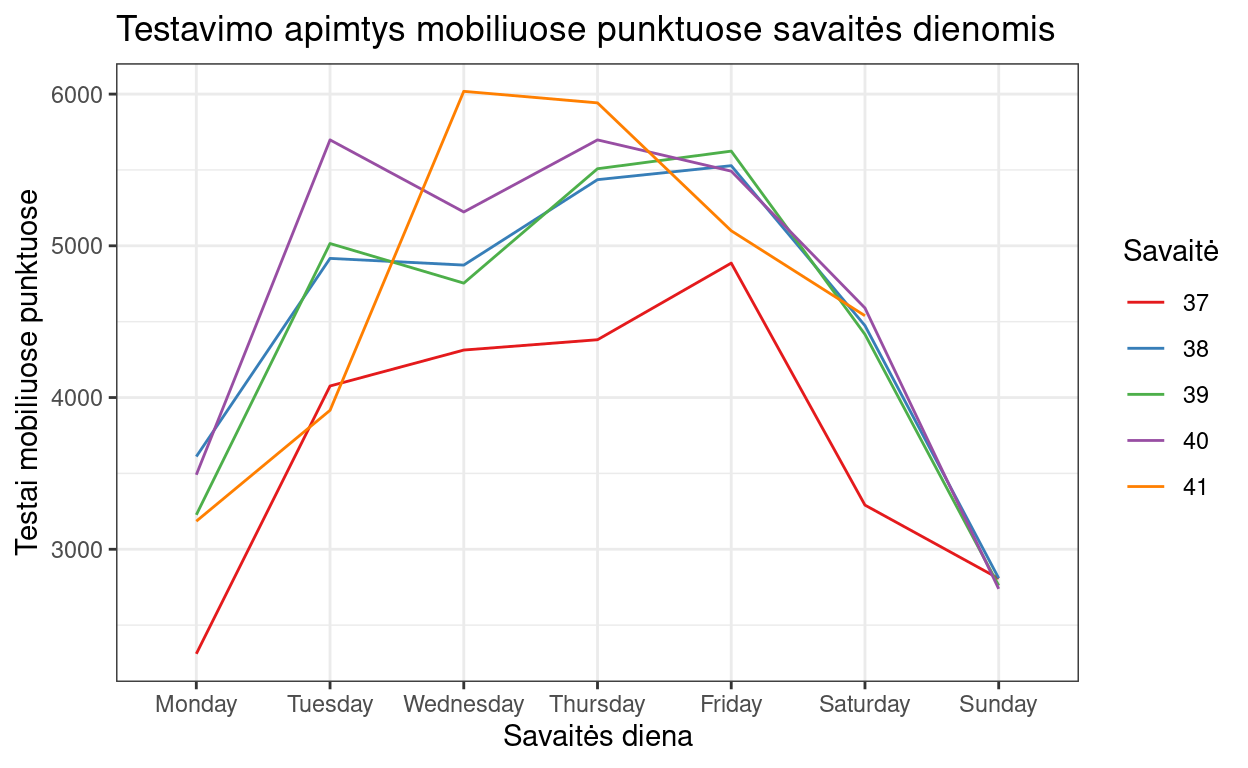 Testavimo apimtys mobiliuose punktuose savaitės dienomis
Testai mobiliuose punktuose
6000
5000
4000
3000
Monday Tuesday Wednesday Thursday Friday Saturday Sunday
Savaitės diena
Savaitė
37
38
39
40
41